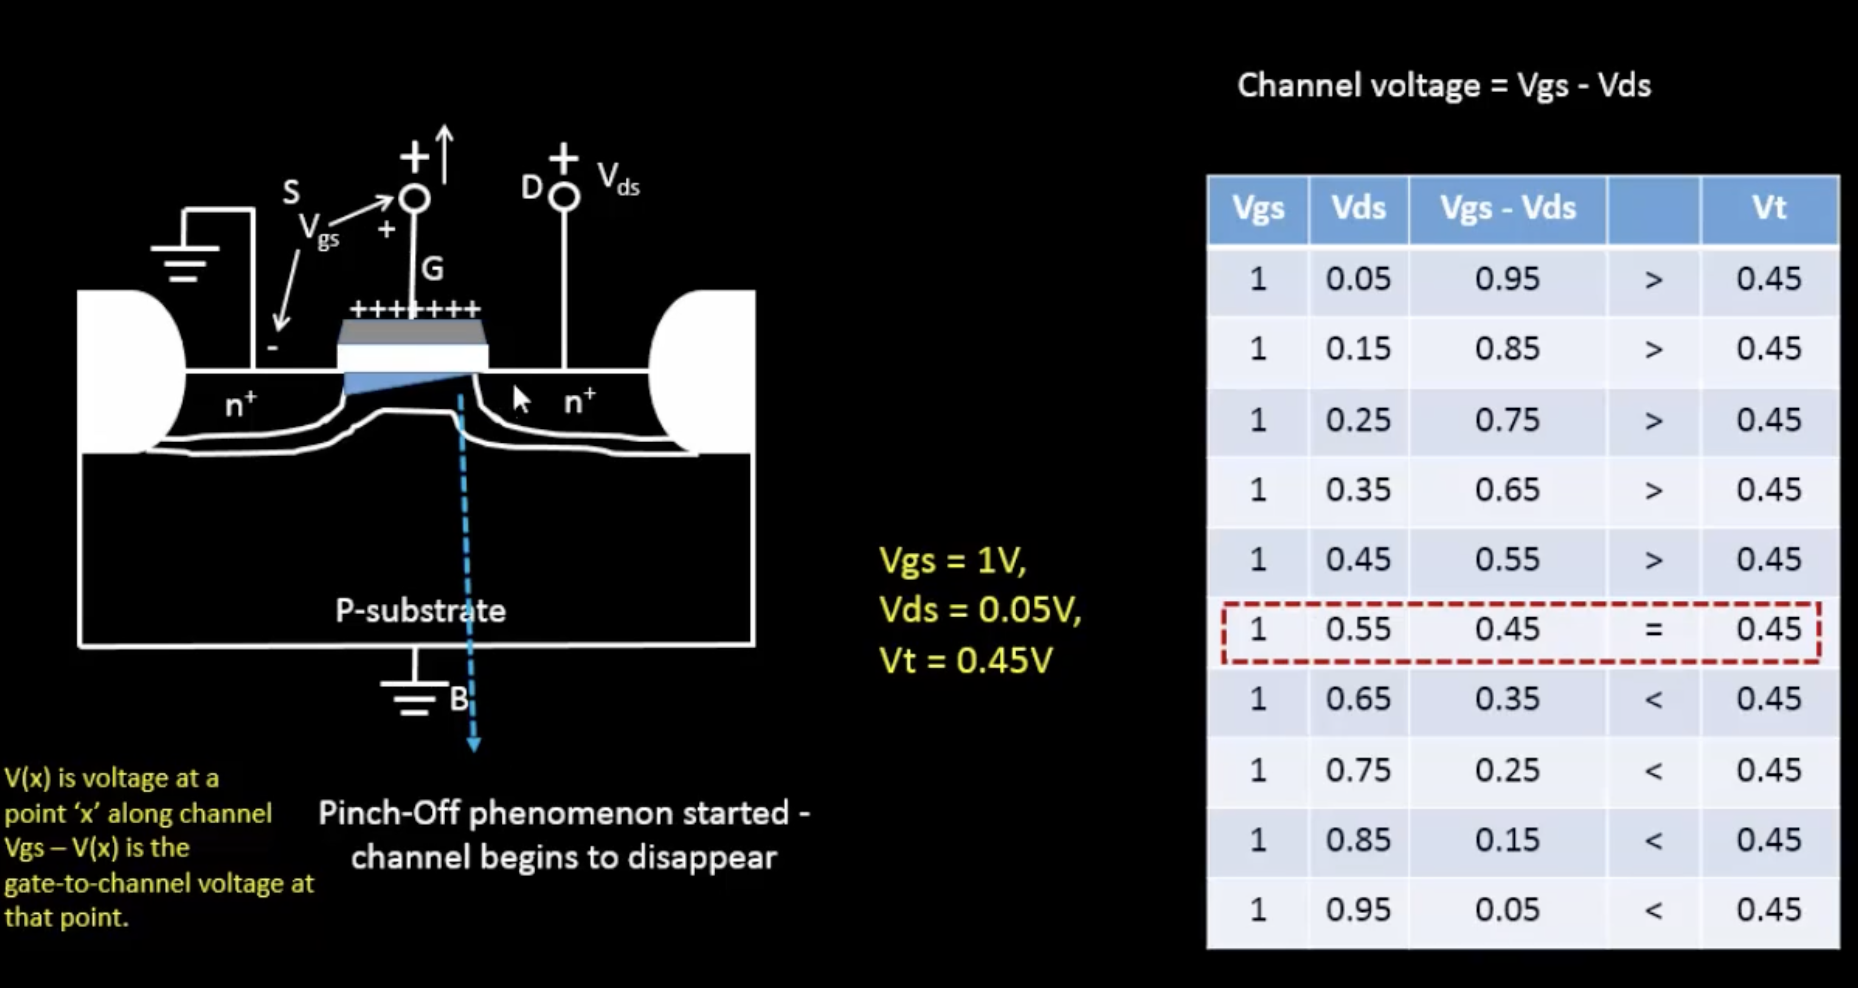 Channel voltage = Vgs - Vds
+
+
S
D
Vds
Vgs
+
G
+++++++
-
n+
n+
P-substrate
B
Vgs = 1V,
Vds = 0.05V,
Vt = 0.45V
V(x) is voltage at a
point ‘x’ along channel
Vgs – V(x) is the
gate-to-channel voltage at
that point.
Pinch-Off phenomenon started -
channel begins to disappear
Vgs Vds Vgs - Vds Vt
1 0.05 0.95 > 0.45
1 0.15 0.85 > 0.45
1 0.25 0.75 > 0.45
1 0.35 0.65 > 0.45
1 0.45 0.55 > 0.45
1 0.55 0.45 = 0.45
1 0.65 0.35 < 0.45
1 0.75 0.25 < 0.45
1 0.85 0.15 < 0.45
1 0.95 0.05 < 0.45